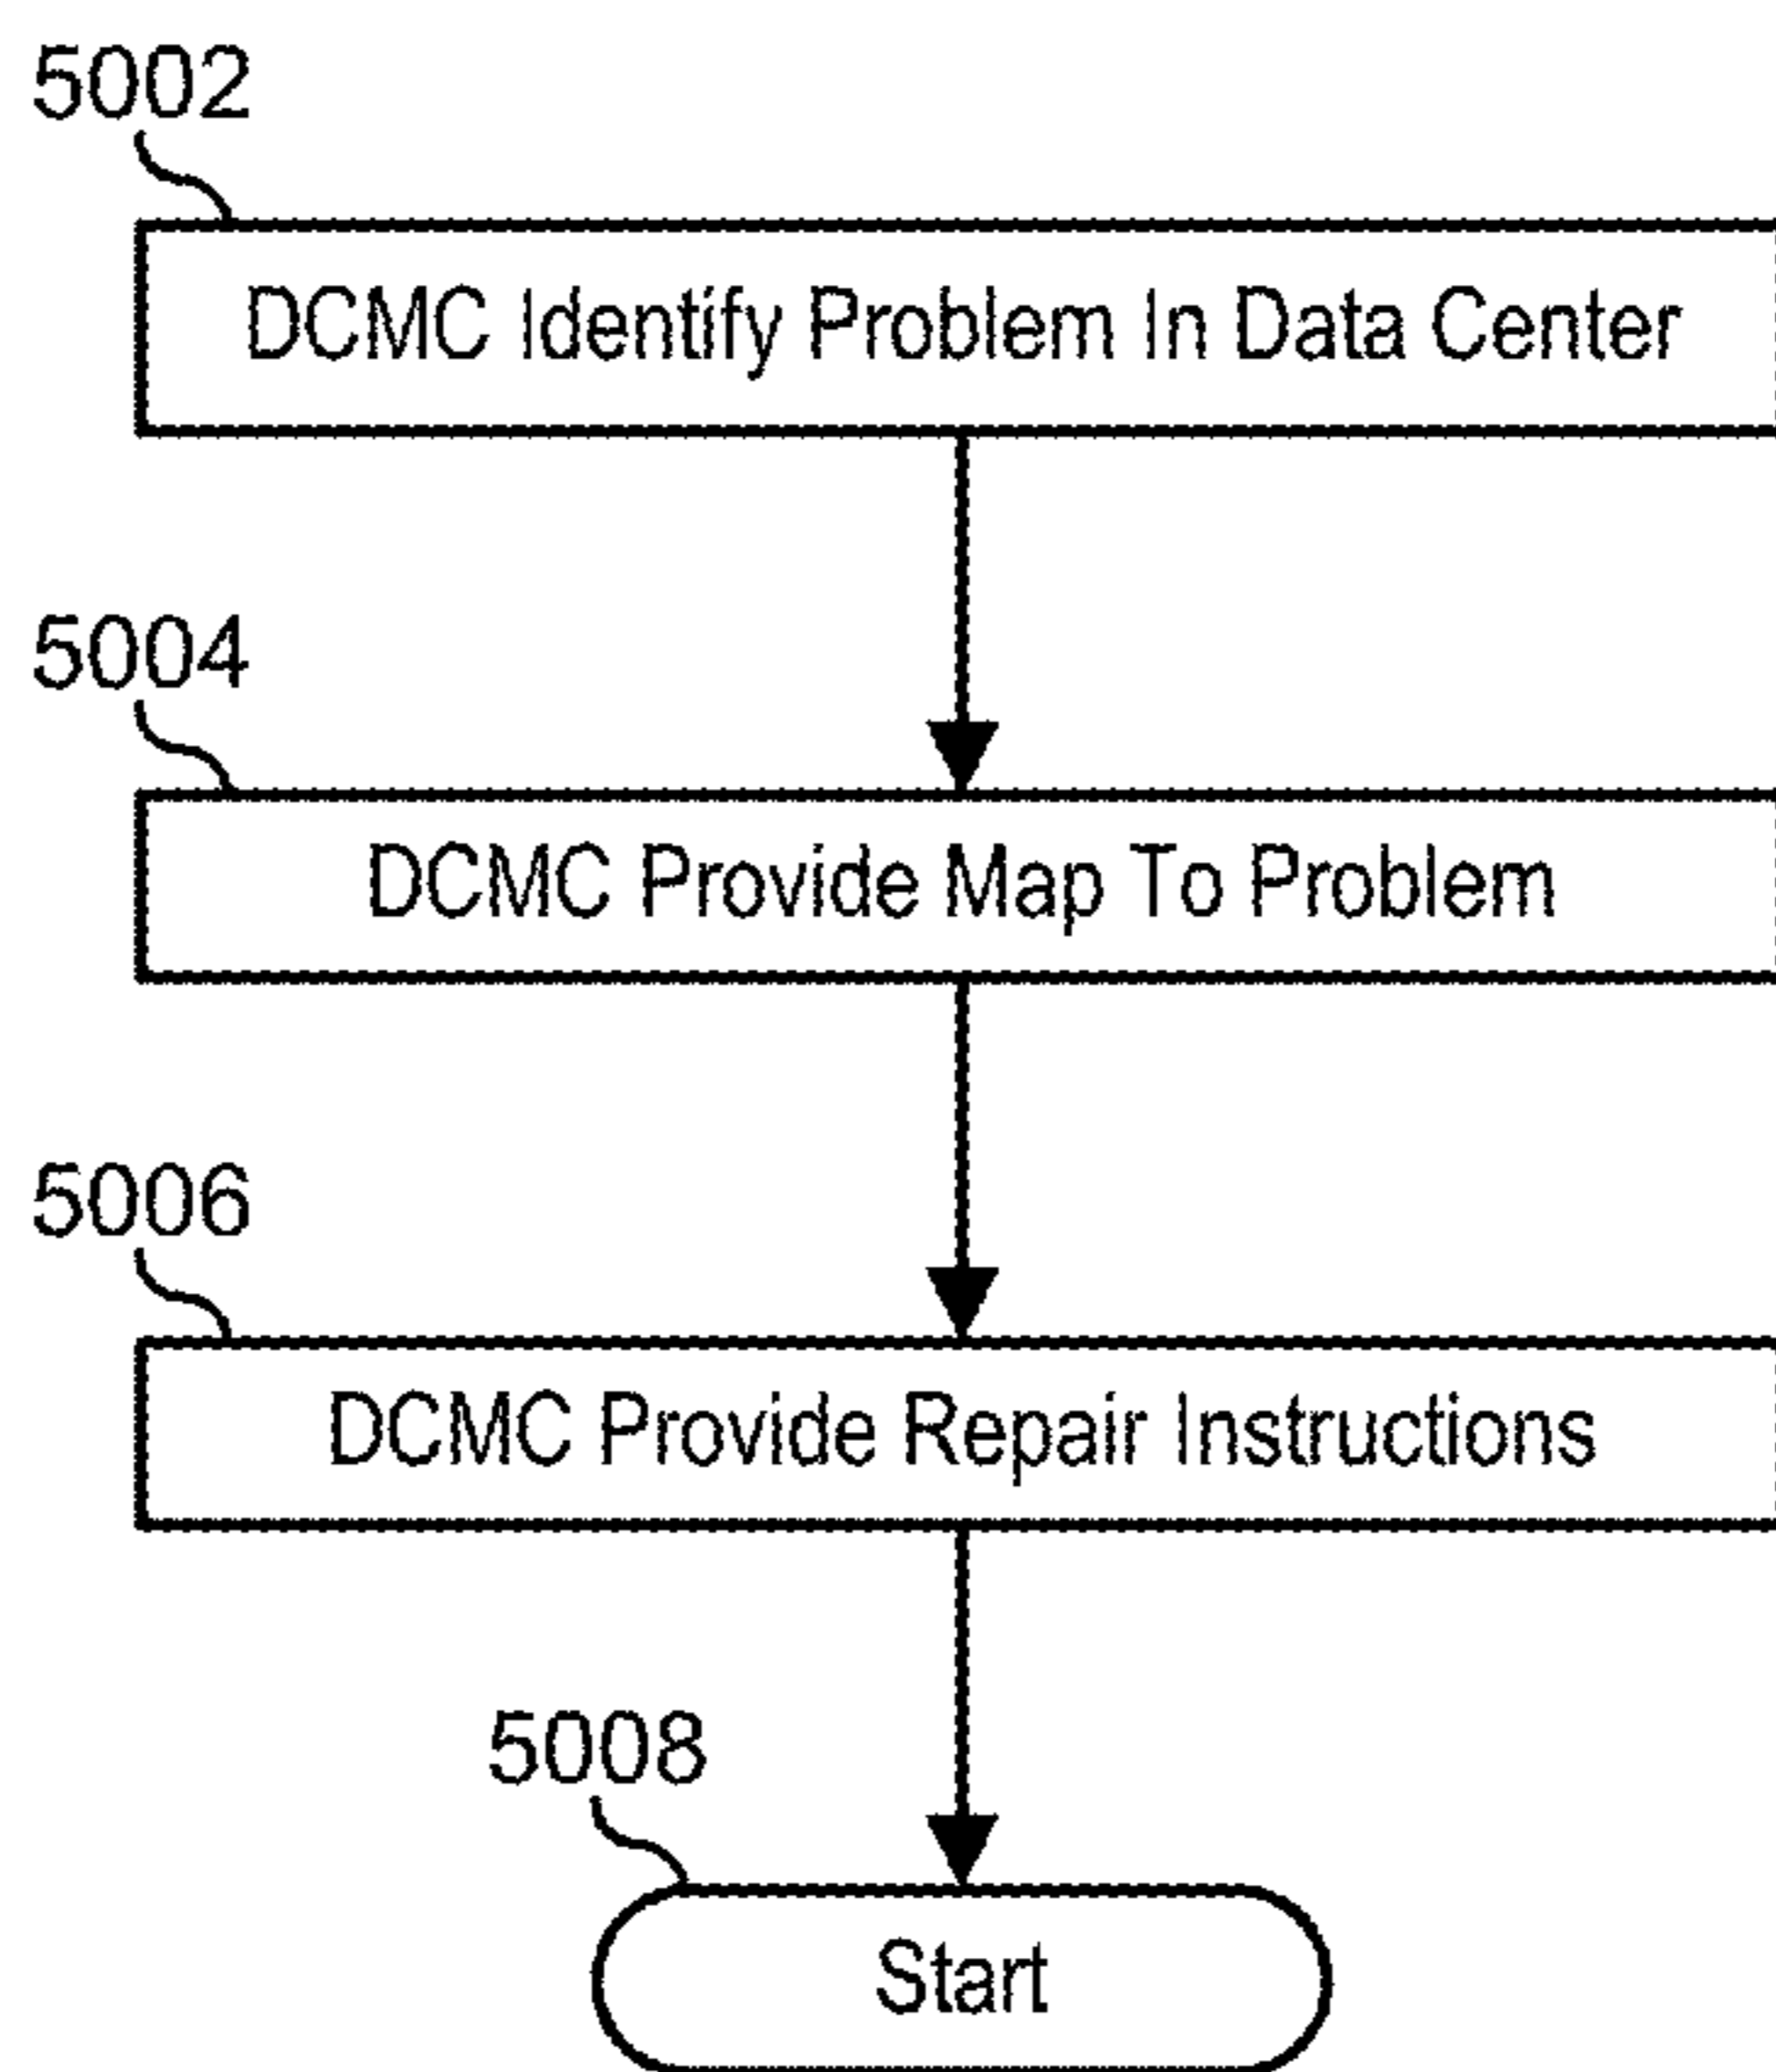 5002
DCMC Identify Problem In Data Center
5004
DCMC Provide Map To Problem
5006
DCMC Provide Repair Instructions
5008
Start